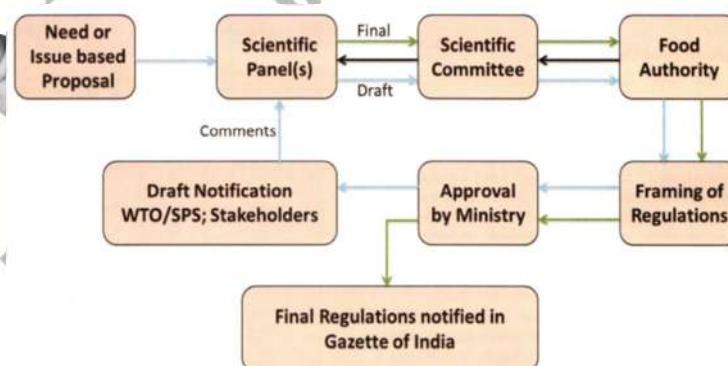 Need or
Issue based
Proposal
Scientific
Panel(s)
Final
Draft
Scientific
Committee
Food
Authority
Comments
Draft Notification
WTO/SPS; Stakeholders
Approval
by Ministry
Framing of
Regulations
Final Regulations notified in
Gazette of India